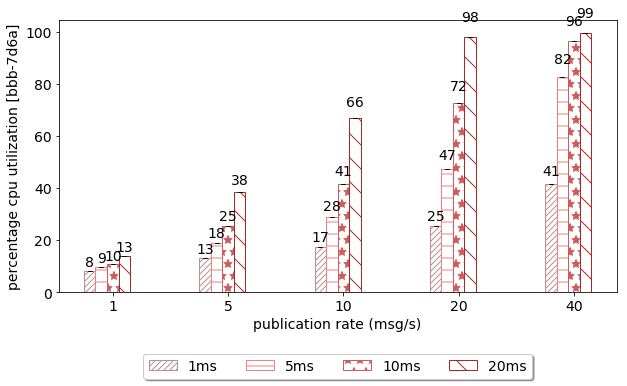 percentage cpu utilization [bbb-7d6a]
100
80
60
40
20
0
8 9 10 13
13 18 25 38
17 28 41 66
25 47 72 98
41 82 96 99
1 5 10 20 40
publication rate (msg/s)
1ms 5ms 10ms 20ms